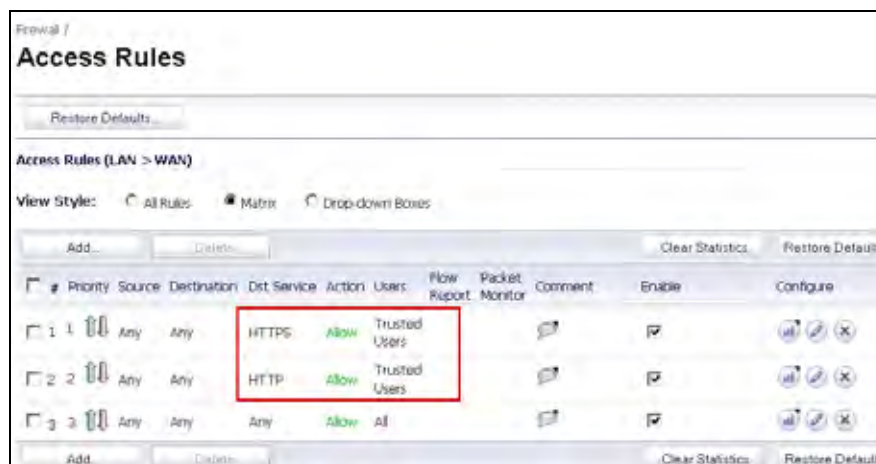 Firewall /
Access Rules
Restore Defaults...
Access Rules (LAN > WAN)
View Style: All Rules Matrix Drop-down Boxes
Add... Delete... Clear Statistics Restore Defaul
# Priority Source Destination Dst Service Action Users Flow Report Packet Monitor Comment Enable Configure
1 1 Any Any HTTPS Allow Trusted Users
2 2 Any Any HTTP Allow Trusted Users
3 3 Any Any Any Allow All
Add... Delete... Clear Statistics Restore Defaul